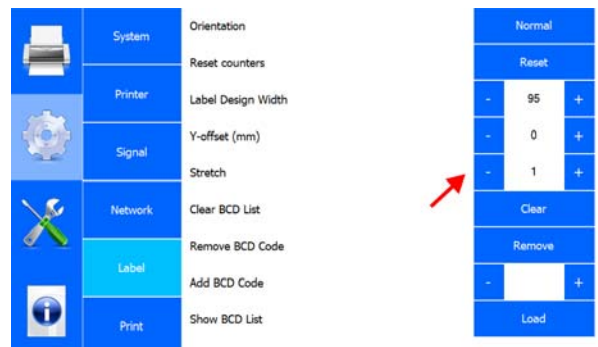 System
Printer
Signal
Network
Label
Print
Orientation Normal
Reset counters Reset
Label Design Width - 95 +
Y-offset (mm) - 0 +
Stretch - 1 +
Clear BCD List Clear
Remove BCD Code Remove
Add BCD Code - +
Show BCD List Load